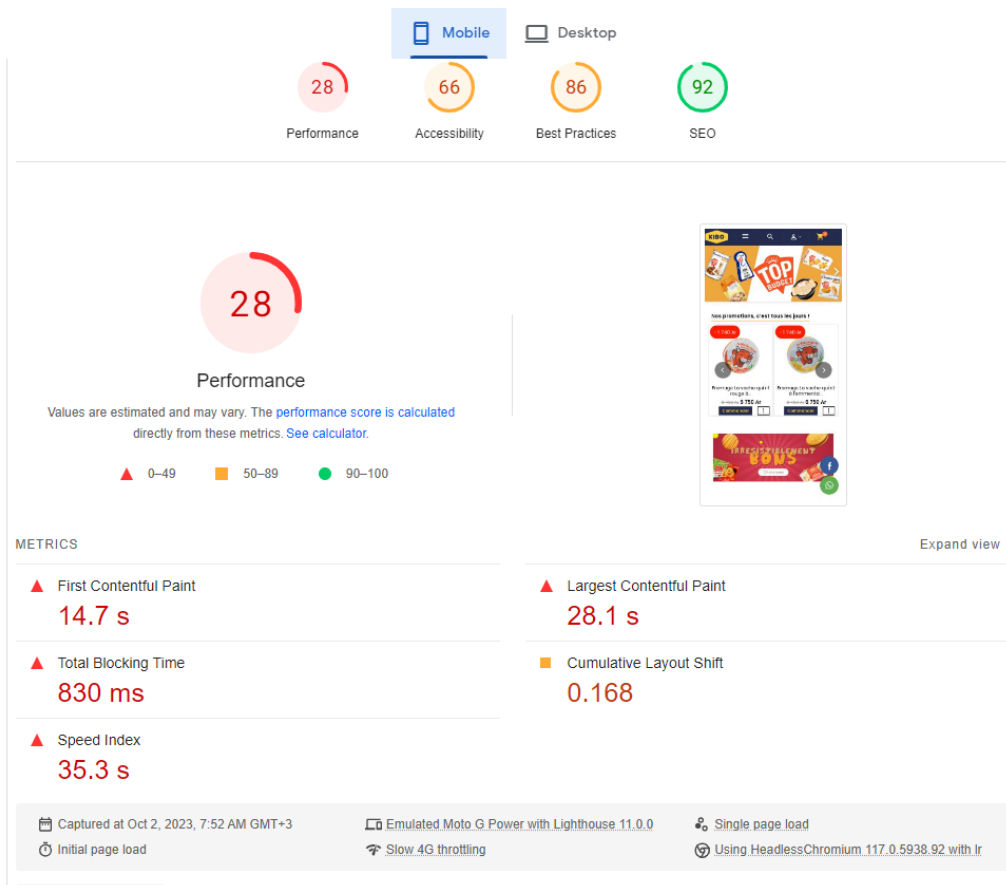 Mobile
Desktop
28
66
86
92
Performance
Accessibility
Best Practices
SEO
28
Performance
Values are estimated and may vary. The performance score is calculated
directly from these metrics. See calculator.
0–49
50–89
90–100
KIBO
TOP
BUDGET
Nos promotions, c'est tous les jours !
IRRESISTIBLEMENT
BONS
METRICS
Expand view
First Contentful Paint
14.7 s
Largest Contentful Paint
28.1 s
Total Blocking Time
830 ms
Cumulative Layout Shift
0.168
Speed Index
35.3 s
Captured at Oct 2, 2023, 7:52 AM GMT+3
Emulated Moto G Power with Lighthouse 11.0.0
Single page load
Initial page load
Slow 4G throttling
Using HeadlessChromium 117.0.5938.92 with lr